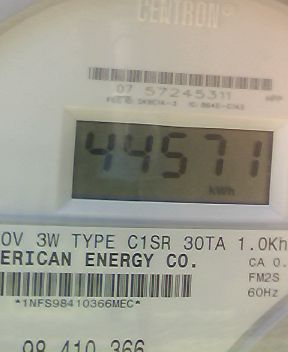 CENTRON®
07 57245311
44571
kWh
0V 3W TYPE C1SR 30TA 1.0Kh
ERICAN ENERGY CO.
CA 0.
FM2S
60Hz
*1NFS98410366MEC*
98 410 366